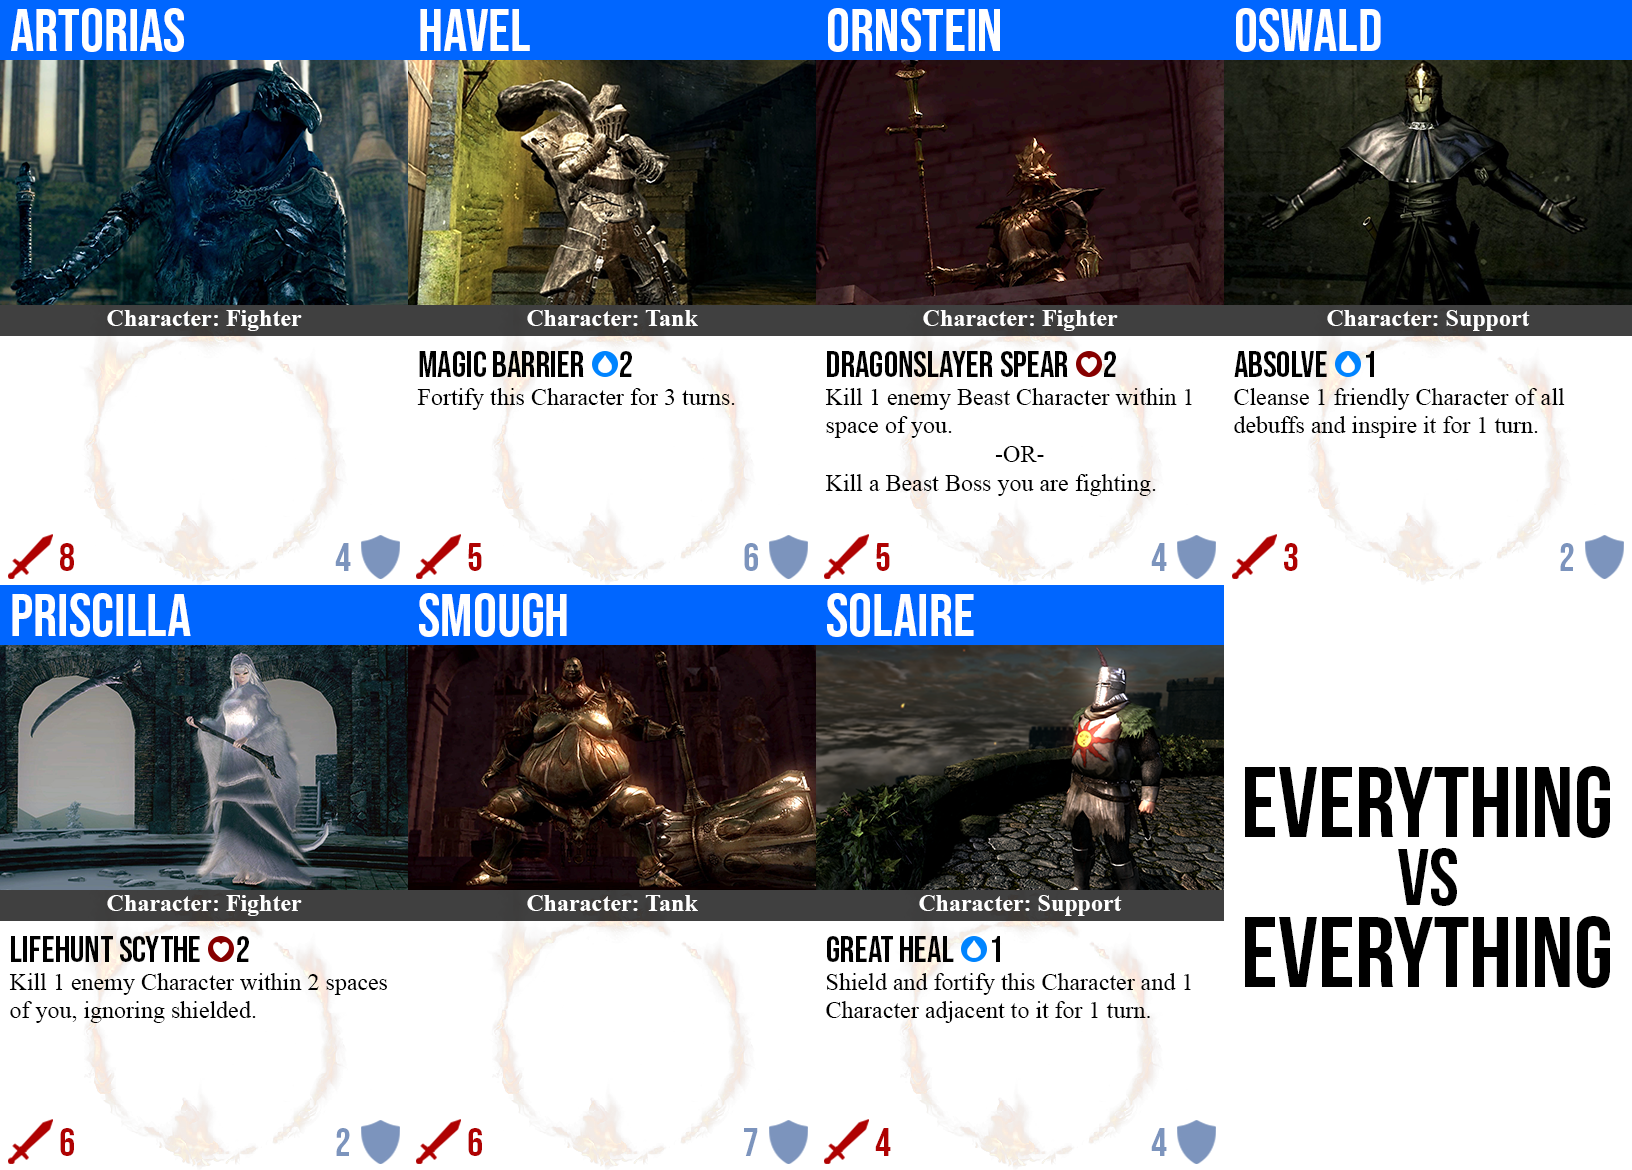 ARTORIAS
Character: Fighter
8
4
HAVEL
Character: Tank
MAGIC BARRIER 2
Fortify this Character for 3 turns.
5
6
ORNSTEIN
Character: Fighter
DRAGONSLAYER SPEAR 2
Kill 1 enemy Beast Character within 1
space of you.
-OR-
Kill a Beast Boss you are fighting.
5
4
OSWALD
Character: Support
ABSOLVE 1
Cleanse 1 friendly Character of all
debuffs and inspire it for 1 turn.
3
2
PRISCILLA
Character: Fighter
LIFEHUNT SCYTHE 2
Kill 1 enemy Character within 2 spaces
of you, ignoring shielded.
6
2
SMOUGH
Character: Tank
6
7
SOLAIRE
Character: Support
GREAT HEAL 1
Shield and fortify this Character and 1
Character adjacent to it for 1 turn.
4
4
EVERYTHING
VS
EVERYTHING